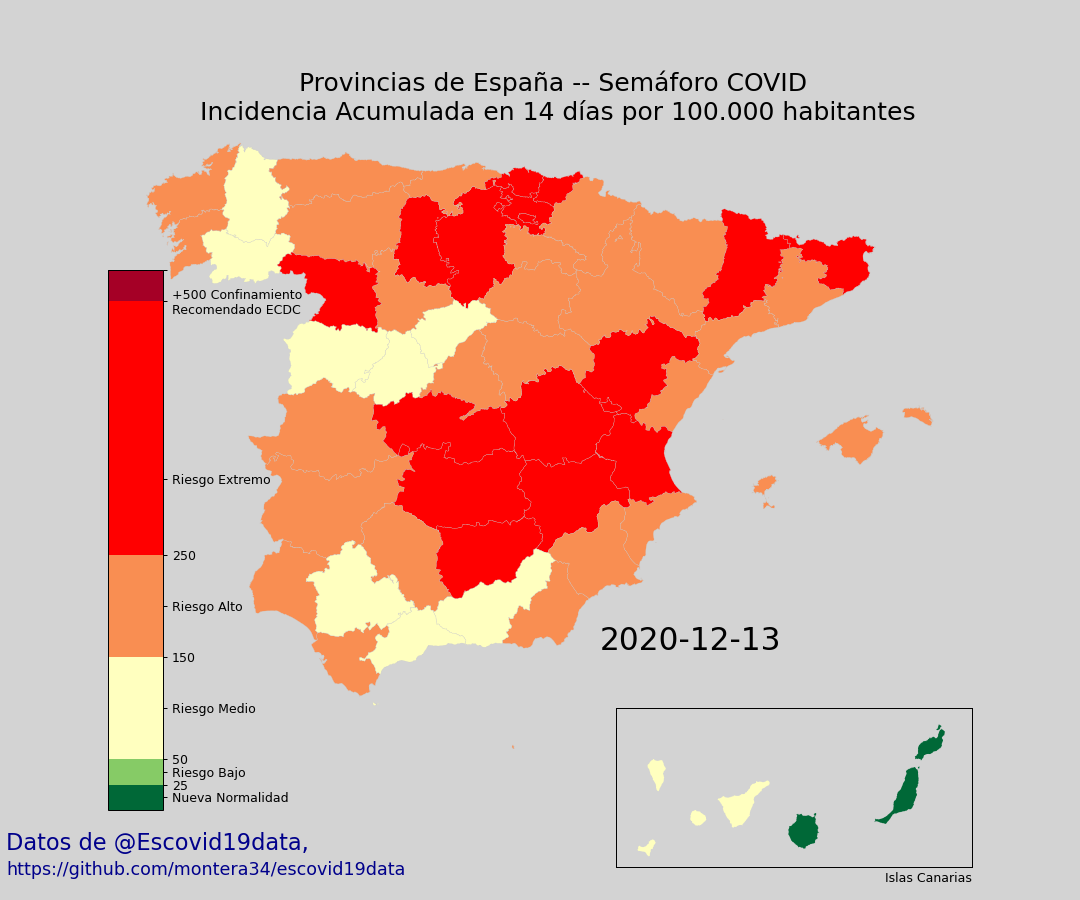 Provincias de España -- Semáforo COVID
Incidencia Acumulada en 14 días por 100.000 habitantes
+500 Confinamiento
Recomendado ECDC
Riesgo Extremo
250
Riesgo Alto
150
Riesgo Medio
50
Riesgo Bajo
25
Nueva Normalidad
2020-12-13
Islas Canarias
Datos de @Escovid19data,
https://github.com/montera34/escovid19data